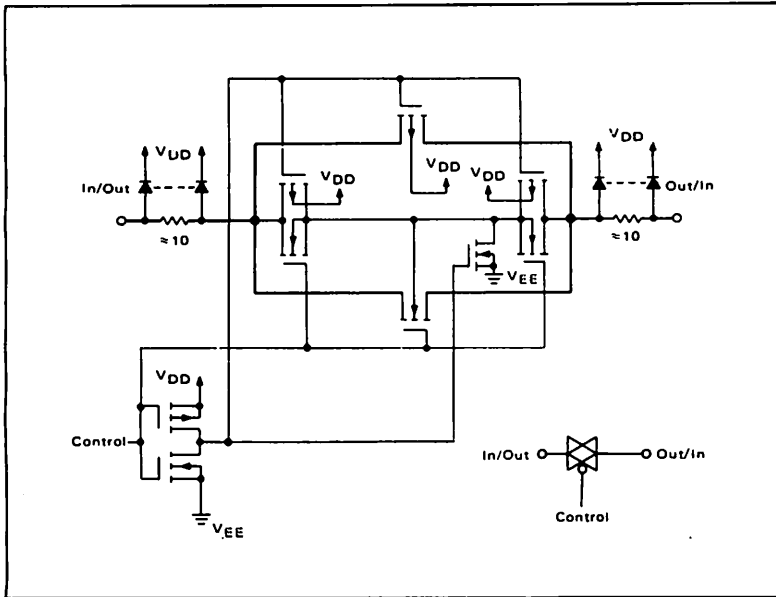 VDD
VDD
In/Out
VDD
VDD
VDD
Out/In
≈10
≈10
VEE
VDD
Control
In/Out
Out/In
VEE
Control